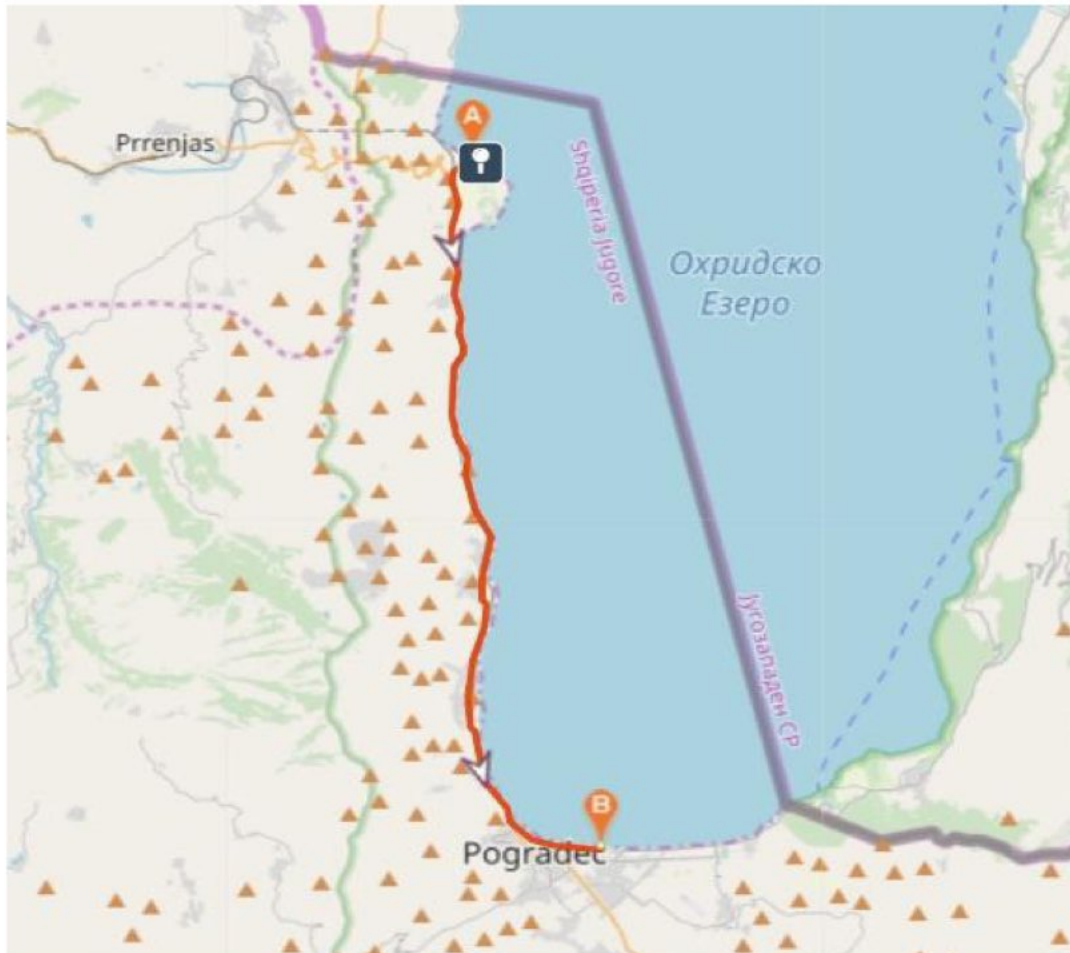 A
Prrenjas
Shqiperia Jugore
Охридско
Езеро
Југозападен СР
B
Pogradec